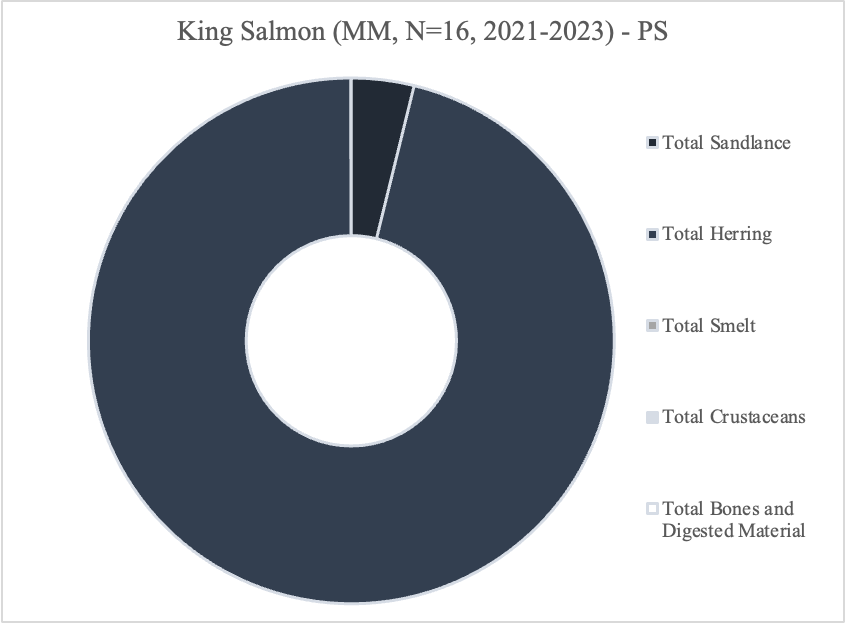 King Salmon (MM, N=16, 2021-2023) - PS
Total Sandlance
Total Herring
Total Smelt
Total Crustaceans
Total Bones and
Digested Material